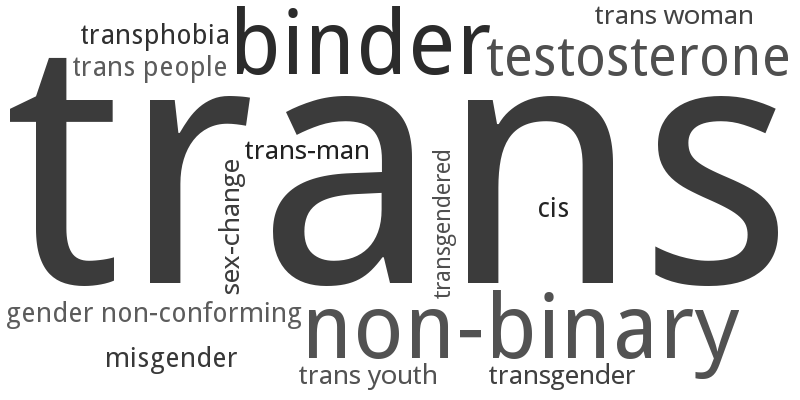 trans woman
transphobia
binder
testosterone
trans people
trans
trans-man
sex-change
transgendered
cis
gender non-conforming
non-binary
misgender
trans youth
transgender